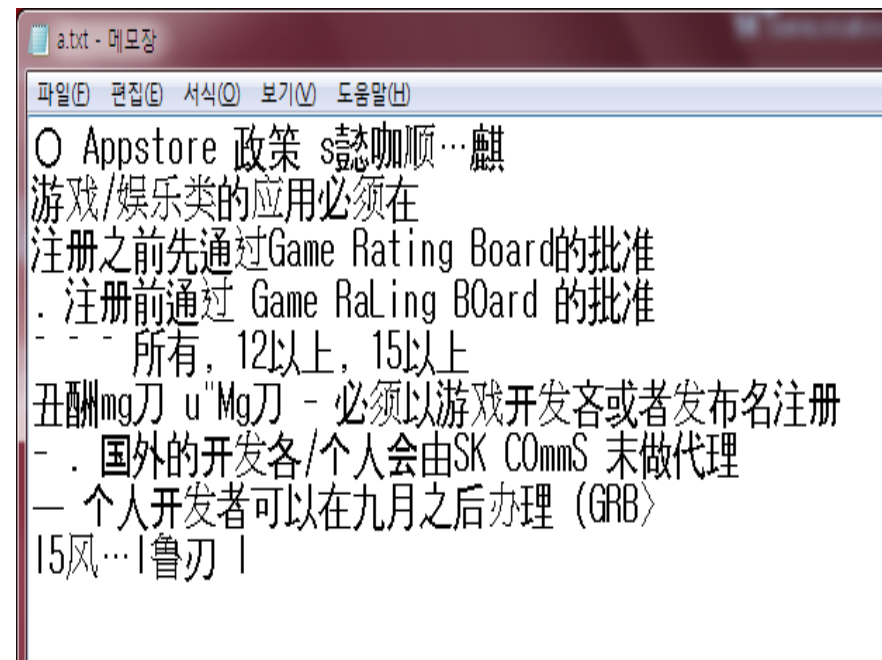 a.txt - 메모장
파일(F) 편집(E) 서식(O) 보기(V) 도움말(H)
○ Appstore 政策 s懿咖顺…麒
游戏/娱乐类的应用必须在
注册之前先通过Game Rating Board的批准
. 注册前通过 Game RaLing BOard 的批准
ˉ ˉ ˉ 所有, 12以上, 15以上
丑酬mg刀 u"Mg刀 - 必须以游戏开发吝或者发布名注册
- . 国外的开发各/个人会由SK COmmS 末做代理
— 个人开发者可以在九月之后办理 (GRB〉
l5风…l鲁刃 l